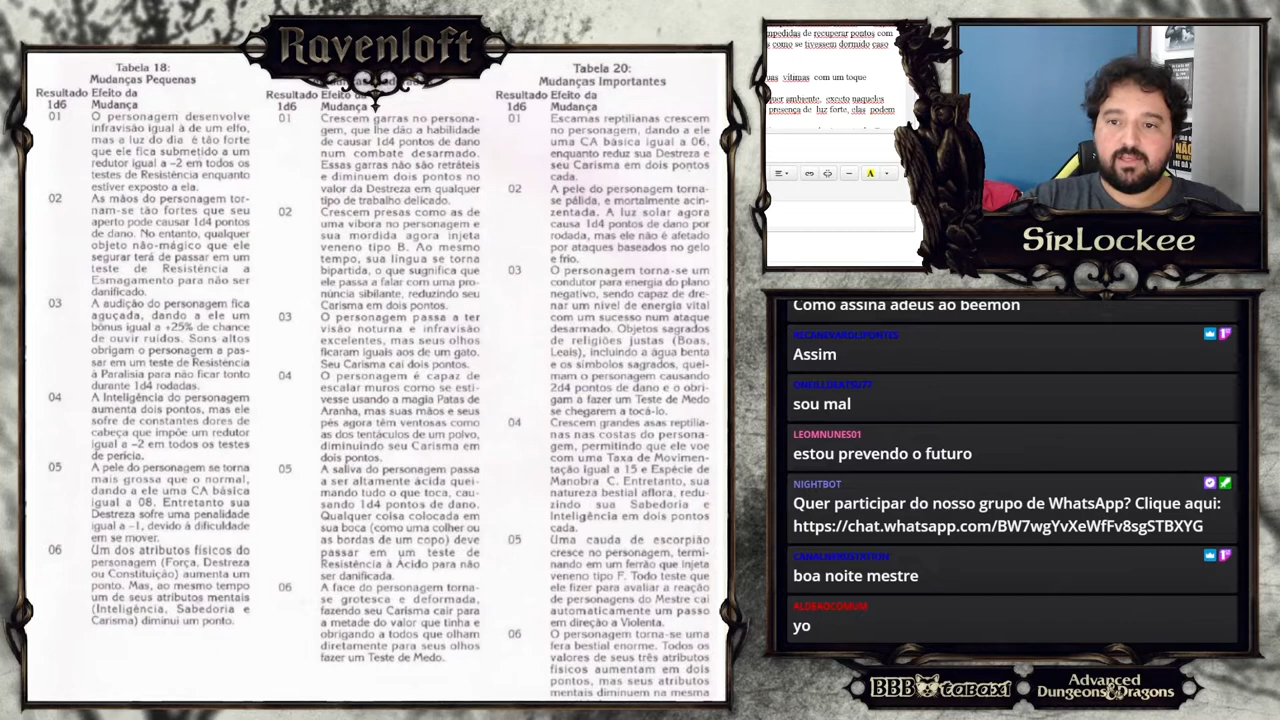 Ravenloft
Tabela 18:
Mudanças Pequenas
Resultado Efeito da
1d6 Mudança
01 O personagem desenvolve
infravisão igual à de um elfo,
mas a luz do dia é tão forte
que ele fica submetido a um
redutor igual a –2 em todos os
testes de Resistência enquanto
estiver exposto a ela.
02 As mãos do personagem tor-
nam-se tão fortes que seu
aperto pode causar 1d4 pontos
de dano. No entanto, qualquer
objeto não-mágico que ele
segurar terá de passar em um
teste de Resistência a
Esmagamento para não ser
danificado.
03 A audição do personagem fica
aguçada, dando a ele um
bônus igual a +25% de chance
de ouvir ruídos. Sons altos
obrigam o personagem a pas-
sar em um teste de Resistência
à Paralisia para não ficar tonto
durante 1d4 rodadas.
04 A Inteligência do personagem
aumenta dois pontos, mas ele
sofre de constantes dores de
cabeça que impõe um redutor
igual a –2 em todos os testes
de perícia.
05 A pele do personagem se torna
mais grossa que o normal,
dando a ele uma CA básica
igual a 08. Entretanto sua
Destreza sofre uma penalidade
igual a –1, devido à dificuldade
em se mover.
06 Um dos atributos físicos do
personagem (Força, Destreza
ou Constituição) aumenta um
ponto. Mas, ao mesmo tempo
um de seus atributos mentais
(Inteligência, Sabedoria e
Carisma) diminui um ponto.
Resultado Efeito da
1d6 Mudança
01 Crescem garras no persona-
gem, que lhe dão a habilidade
de causar 1d4 pontos de dano
num combate desarmado.
Essas garras não são retráteis
e diminuem dois pontos no
valor da Destreza em qualquer
tipo de trabalho delicado.
02 Crescem presas como as de
uma víbora no personagem e
sua mordida agora injeta
veneno tipo B. Ao mesmo
tempo, sua língua se torna
bipartida, o que sugnifica que
ele passa a falar com uma pro-
núncia sibilante, reduzindo seu
Carisma em dois pontos.
03 O personagem passa a ter
visão noturna e infravisão
excelentes, mas seus olhos
ficaram iguais aos de um gato.
Seu Carisma cai dois pontos.
04 O personagem é capaz de
escalar muros como se esti-
vesse usando a magia Patas de
Aranha, mas suas mãos e seus
pés agora têm ventosas como
as dos tentáculos de um polvo,
diminuindo seu Carisma em
dois pontos.
05 A saliva do personagem passa
a ser altamente ácida quei-
mando tudo o que toca, cau-
sando 1d4 pontos de dano.
Qualquer coisa colocada em
sua boca (como uma colher ou
as bordas de um copo) deve
passar em um teste de
Resistência à Ácido para não
ser danificada.
06 A face do personagem torna-
se grotesca e deformada,
fazendo seu Carisma cair para
a metade do valor que tinha e
obrigando a todos que olham
diretamente para seus olhos
fazer um Teste de Medo.
Tabela 20:
Mudanças Importantes
Resultado Efeito da
1d6 Mudança
01 Escamas reptilianas crescem
no personagem, dando a ele
uma CA básica igual a 06,
enquanto reduz sua Destreza e
seu Carisma em dois pontos
cada.
02 A pele do personagem torna-
se pálida, e mortalmente acin-
zentada. A luz solar agora
causa 1d4 pontos de dano por
rodada, mas ele não é afetado
por ataques baseados no gelo
e frio.
03 O personagem torna-se um
condutor para energia do plano
negativo, sendo capaz de dre-
nar um nível de energia vital
com um sucesso num ataque
desarmado. Objetos sagrados
de religiões justas (Boas,
Leais), incluindo a água benta
e os símbolos sagrados, quei-
mam o personagem causando
2d4 pontos de dano e o obri-
gam a fazer um Teste de Medo
se chegarem a tocá-lo.
04 Crescem grandes asas reptilia-
nas nas costas do persona-
gem, permitindo que ele voe
com uma Taxa de Movimen-
tação igual a 15 e Espécie de
Manobra C. Entretanto, sua
natureza bestial aflora, redu-
zindo sua Sabedoria e
Inteligência em dois pontos
cada.
05 Uma cauda de escorpião
cresce no personagem, termi-
nando em um ferrão que injeta
veneno tipo F. Todo teste que
ele fizer para avaliar a reação
de personagens do Mestre cai
automaticamente um passo
em direção a Violenta.
06 O personagem torna-se uma
fera bestial enorme. Todos os
valores de seus três atributos
físicos aumentam em dois
pontos, mas seus atributos
mentais diminuem na mesma
mpedidas de recuperar pontos com
s como se tivessem dormido caso
uas vitimas com um toque
quer ambiente, exceto naqueles
presença de luz forte, elas podem
A
SirLockee
Como assina adeus ao beemon
Assim
sou mal
LEOMNUNES01
estou prevendo o futuro
NIGHTBOT
Quer participar do nosso grupo de WhatsApp? Clique aqui:
https://chat.whatsapp.com/BW7wgYvXeWfFv8sgSTBXYG
boa noite mestre
ALDEAOCOMUM
yo
BBB tabaxi
Advanced
Dungeons & Dragons